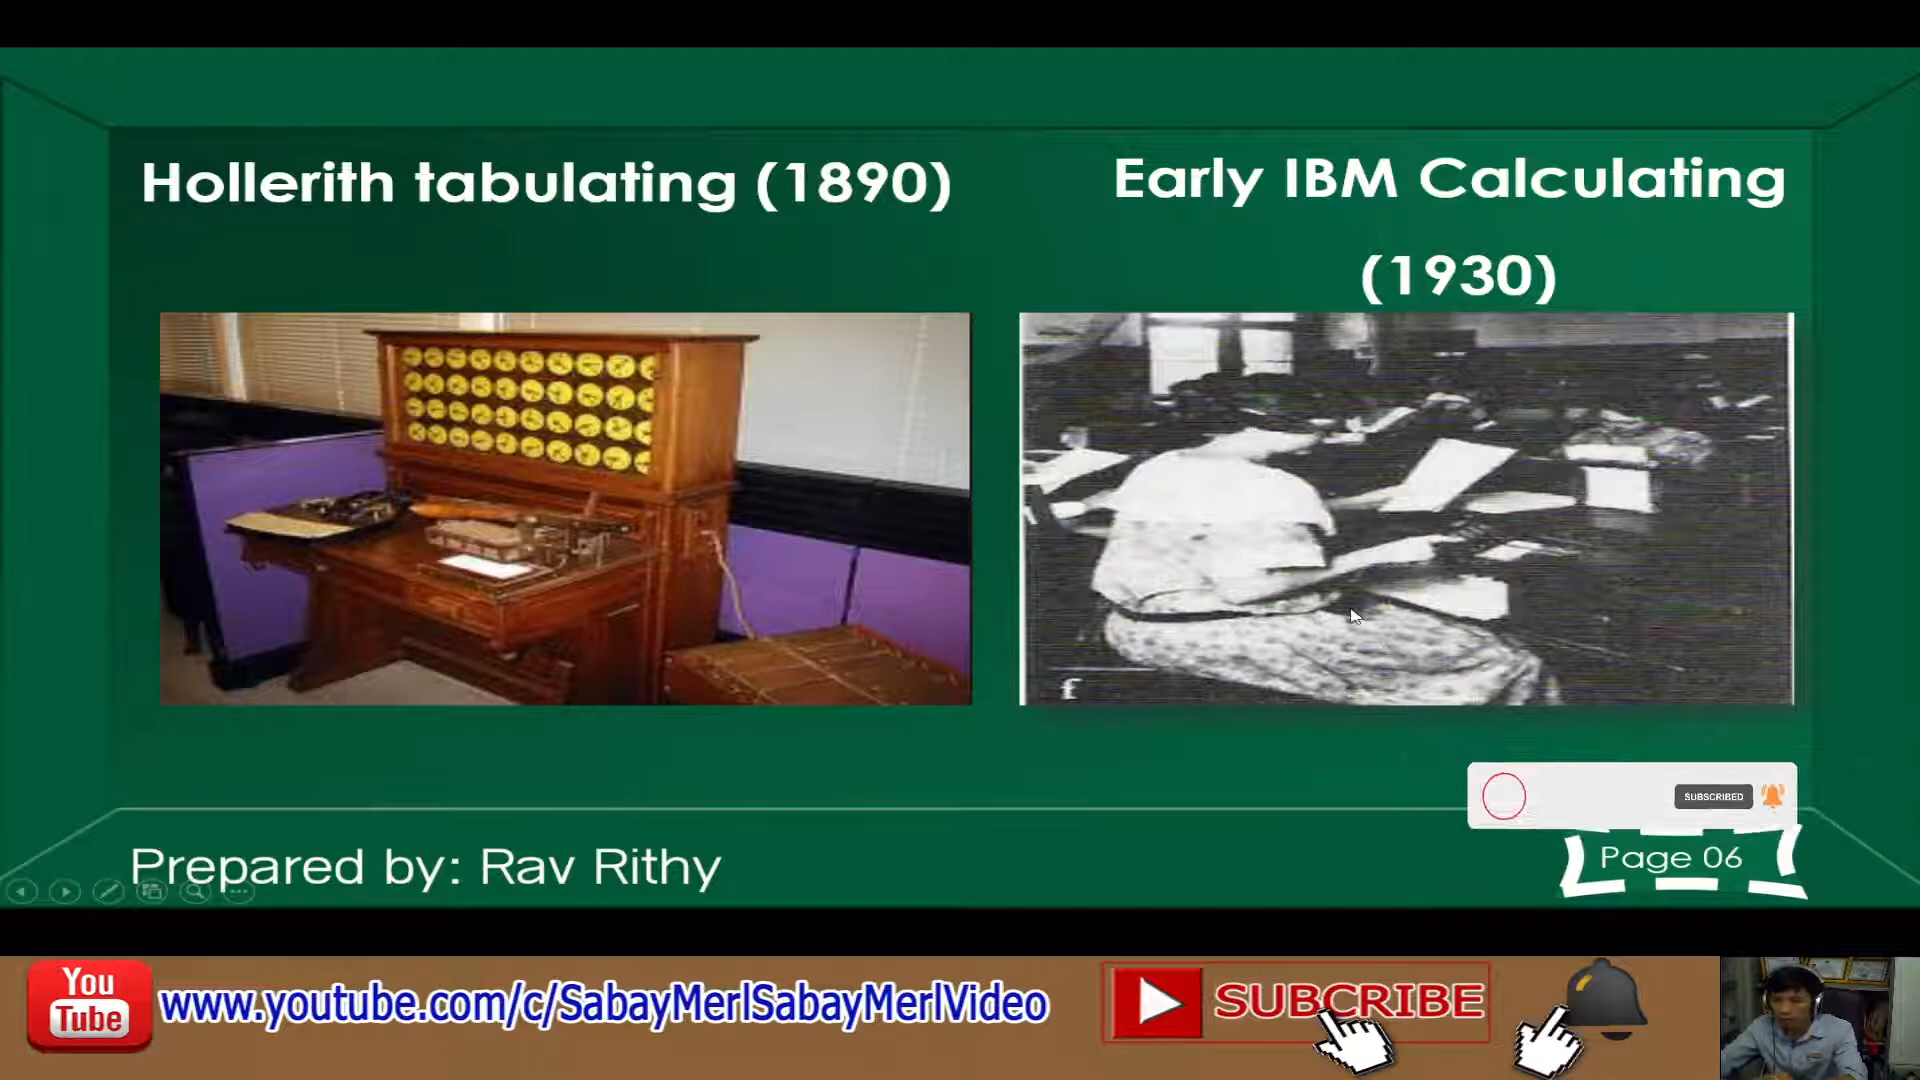 Hollerith tabulating (1890)
Early IBM Calculating
(1930)
f
SUBSCRIBED
Prepared by: Rav Rithy
Page 06
You
Tube
www.youtube.com/c/SabayMerlSabayMerlVideo
SUBCRIBE